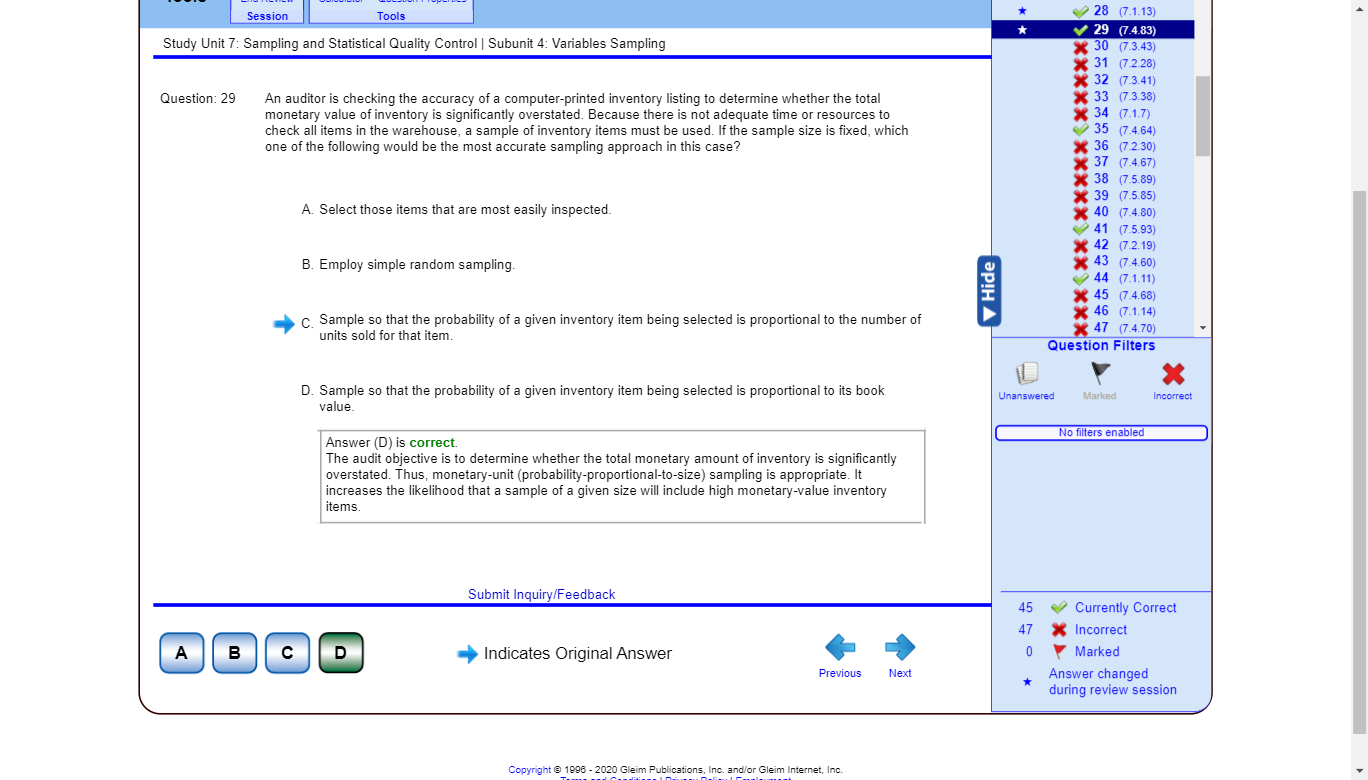 Session
Tools
Study Unit 7: Sampling and Statistical Quality Control | Subunit 4: Variables Sampling
Question: 29
An auditor is checking the accuracy of a computer-printed inventory listing to determine whether the total
monetary value of inventory is significantly overstated. Because there is not adequate time or resources to
check all items in the warehouse, a sample of inventory items must be used. If the sample size is fixed, which
one of the following would be the most accurate sampling approach in this case?
A. Select those items that are most easily inspected.
B. Employ simple random sampling.
C. Sample so that the probability of a given inventory item being selected is proportional to the number of
units sold for that item.
D. Sample so that the probability of a given inventory item being selected is proportional to its book
value.
Answer (D) is correct.
The audit objective is to determine whether the total monetary amount of inventory is significantly
overstated. Thus, monetary-unit (probability-proportional-to-size) sampling is appropriate. It
increases the likelihood that a sample of a given size will include high monetary-value inventory
items.
Submit Inquiry/Feedback
A B C D
Indicates Original Answer
Previous
Next
28 (7.1.13)
29 (7.4.83)
30 (7.3.43)
31 (7.2.28)
32 (7.3.41)
33 (7.3.38)
34 (7.1.7)
35 (7.4.64)
36 (7.2.30)
37 (7.4.67)
38 (7.5.89)
39 (7.5.85)
40 (7.4.80)
41 (7.5.93)
42 (7.2.19)
43 (7.4.60)
44 (7.1.11)
45 (7.4.68)
46 (7.1.14)
47 (7.4.70)
Hide
Question Filters
Unanswered
Marked
Incorrect
No filters enabled
45 Currently Correct
47 Incorrect
0 Marked
Answer changed
during review session
Copyright © 1996 - 2020 Gleim Publications, Inc. and/or Gleim Internet, Inc.
Terms and Conditions | Privacy Policy | Employment